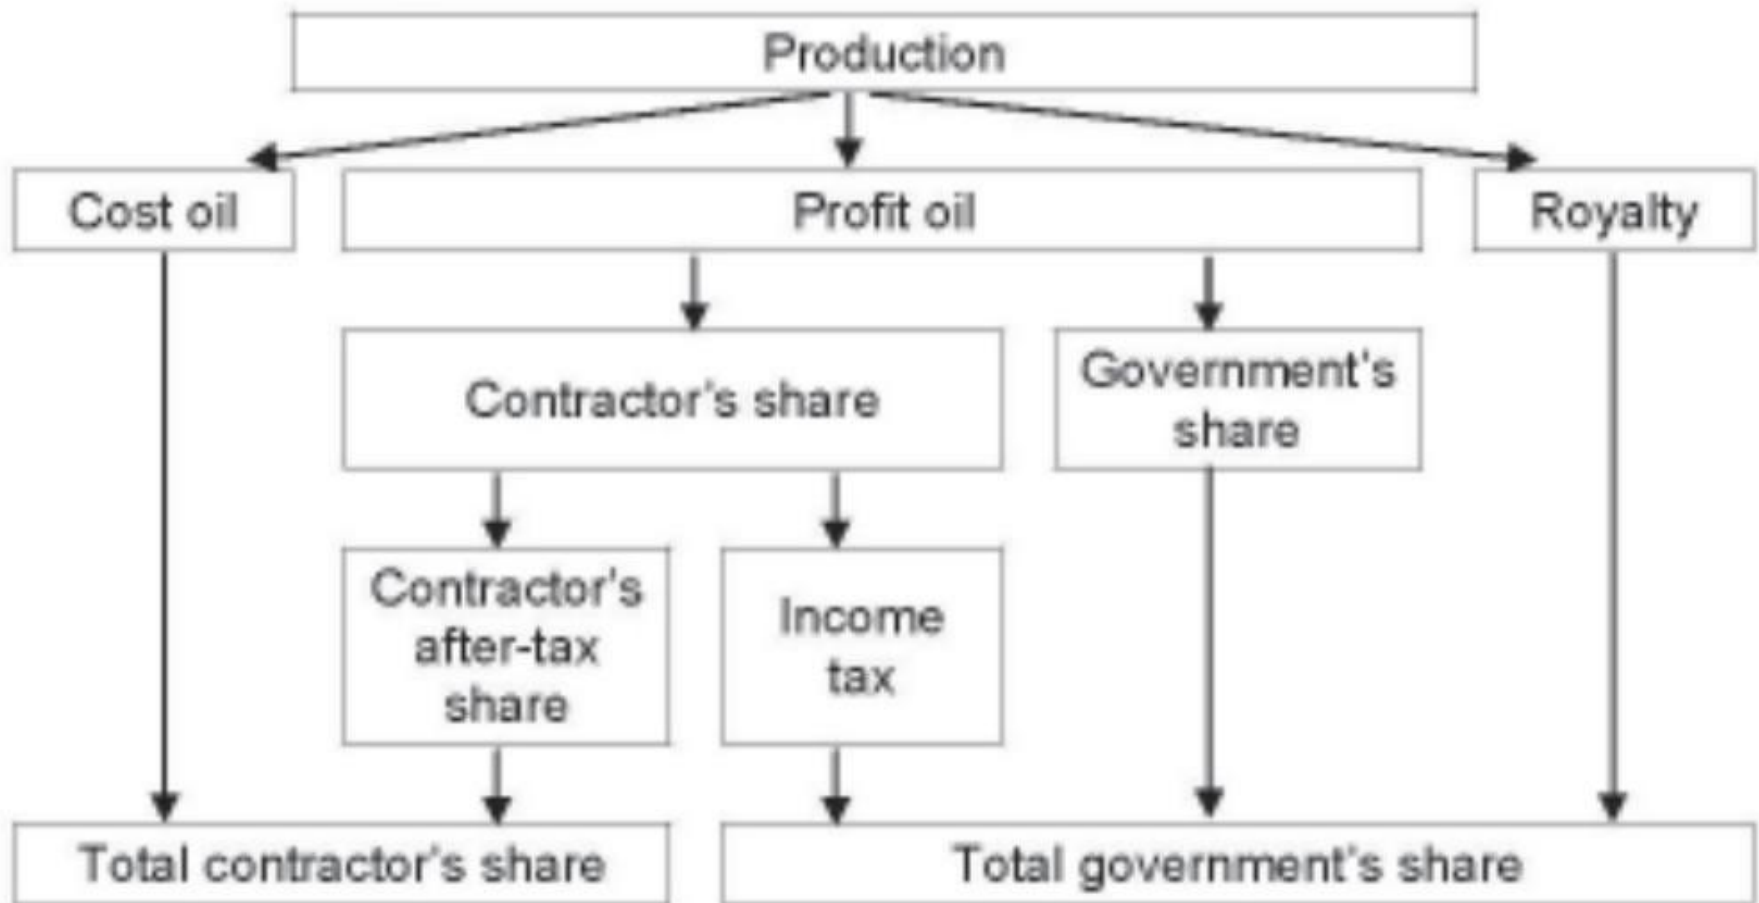 Production
Cost oil
Profit oil
Royalty
Contractor's share
Government's
share
Contractor's
after-tax
share
Income
tax
Total contractor's share
Total government's share